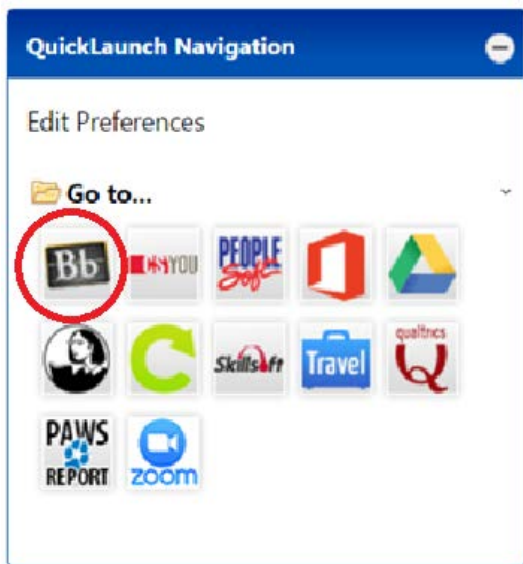 QuickLaunch Navigation
Edit Preferences
Go to...
Bb
YOU
PEOPLE
Soft
Skillsoft
Travel
qualtrics
Q
PAWS
REPORT
zoom